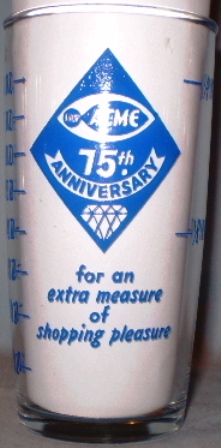 ACME
75th
ANNIVERSARY
for an
extra measure
of
shopping pleasure